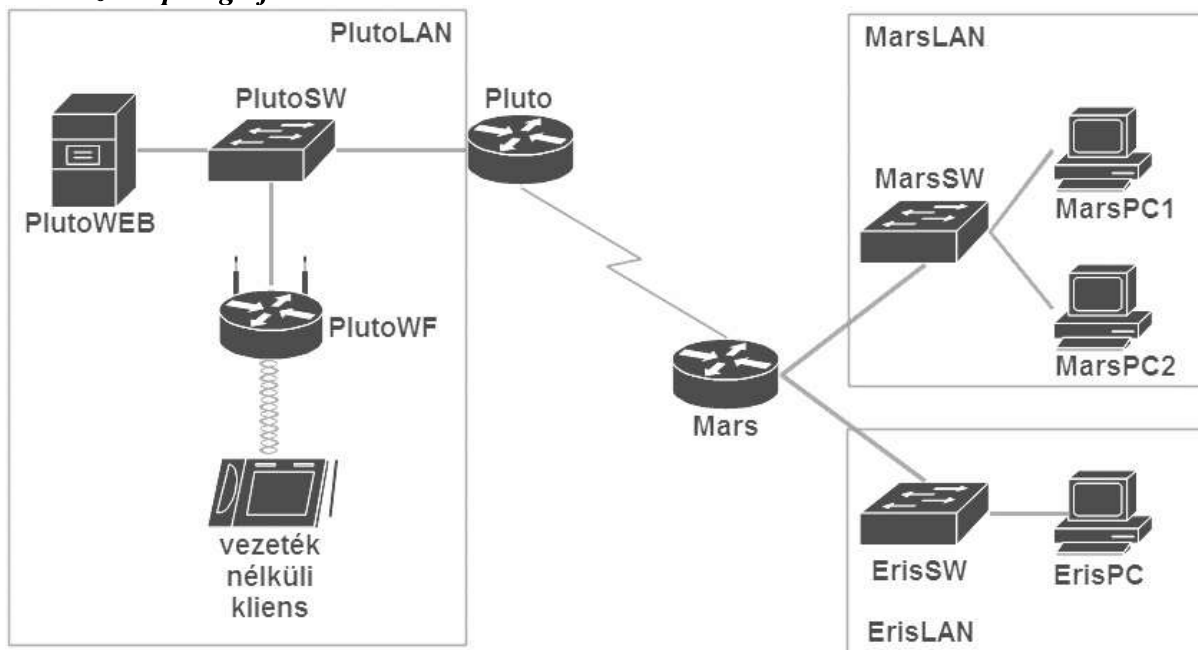 PlutoLAN
PlutoSW
Pluto
PlutoWEB
PlutoWF
vezeték
nélküli
kliens
Mars
MarsLAN
MarsSW
MarsPC1
MarsPC2
ErisSW
ErisPC
ErisLAN